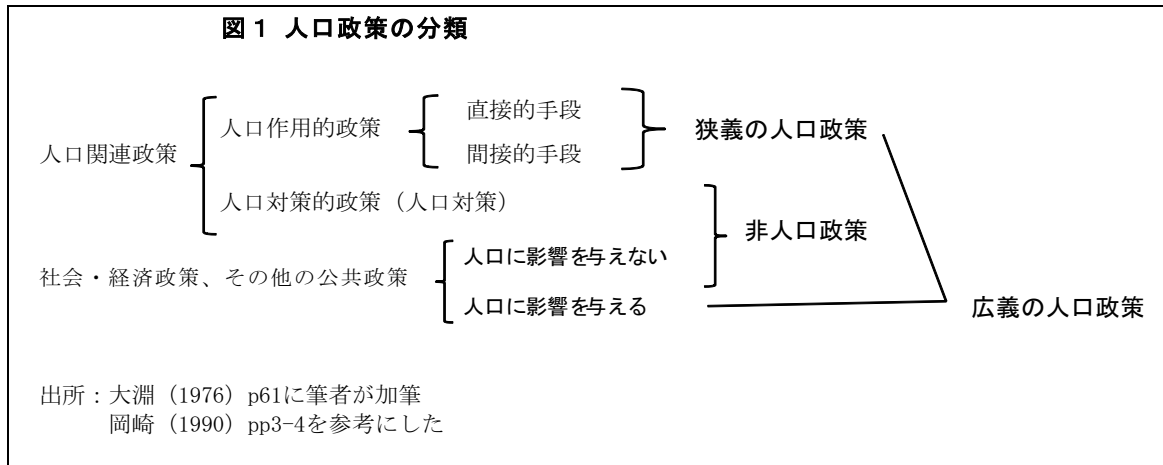 図1 人口政策の分類
人口関連政策
人口作用的政策
直接的手段
間接的手段
狭義の人口政策
人口対策的政策（人口対策）
非人口政策
社会・経済政策、その他の公共政策
人口に影響を与えない
人口に影響を与える
広義の人口政策
出所：大淵（1976）p61に筆者が加筆
岡崎（1990）pp3-4を参考にした